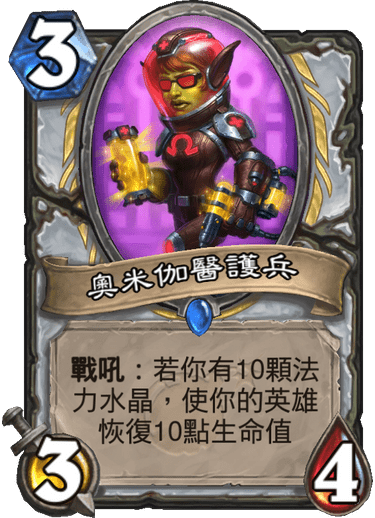 3
奧米伽醫護兵
戰吼：若你有10顆法
力水晶，使你的英雄
恢復10點生命值
3
4